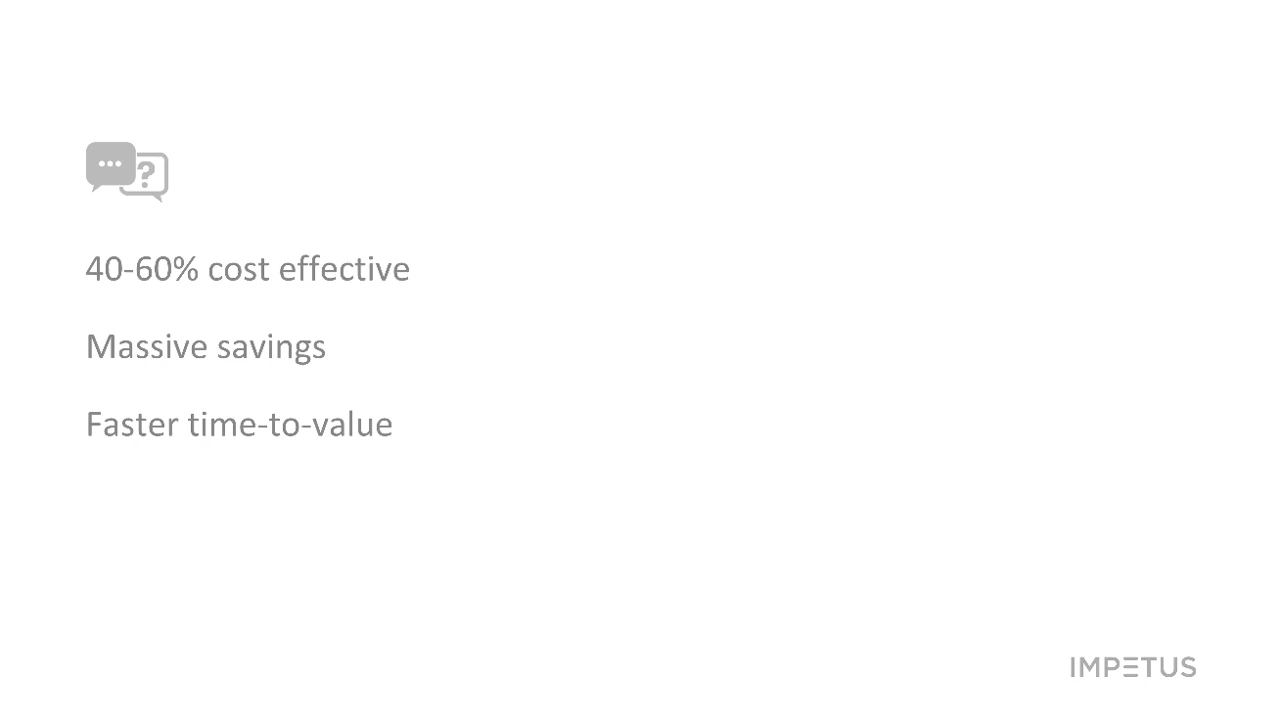 ?
40-60% cost effective
Massive savings
Faster time-to-value
IMPETUS